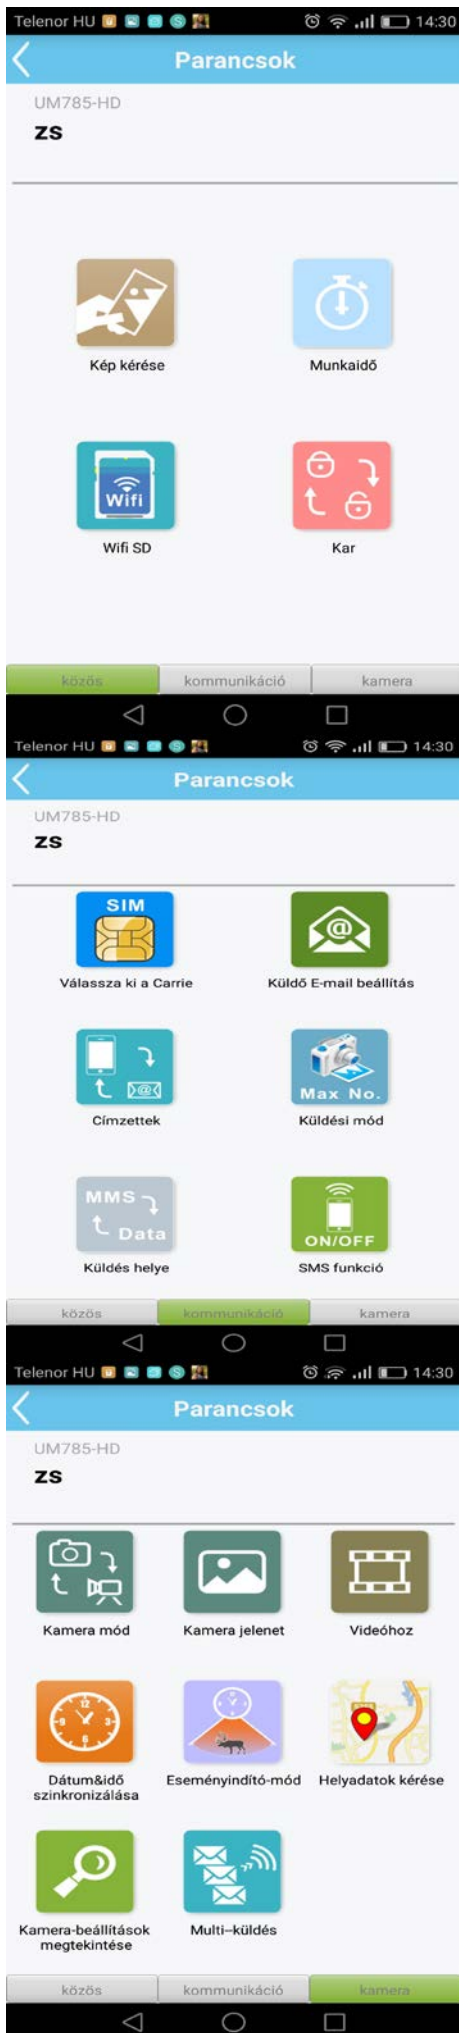 Telenor HU 14:30
Parancsok
UM785-HD
zs
Kép kérése Munkaidő
Wifi
Wifi SD Kar
közös kommunikáció kamera
Telenor HU 14:30
Parancsok
UM785-HD
zs
SIM @
Válassza ki a Carrie Küldő E-mail beállítás
@ Max No.
Címzettek Küldési mód
MMS
Data ON/OFF
Küldés helye SMS funkció
közös kommunikáció kamera
Telenor HU 14:30
Parancsok
UM785-HD
zs
Kamera mód Kamera jelenet Videóhoz
12
9 3
6
Dátum&idő Eseményindító-mód Helyadatok kérése
szinkronizálása
Kamera-beállítások Multi–küldés
megtekintése
közös kommunikáció kamera